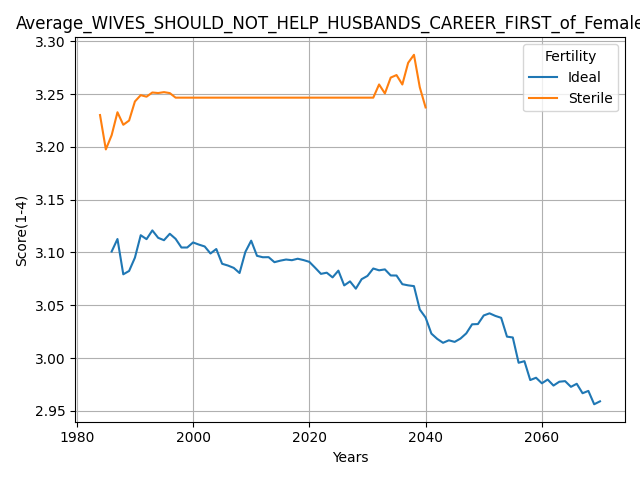 Average_WIVES_SHOULD_NOT_HELP_HUSBANDS_CAREER_FIRST_of_Female
3.30
3.25
3.20
3.15
3.10
3.05
3.00
2.95
Score(1-4)
Fertility
Ideal
Sterile
1980
2000
2020
2040
2060
Years